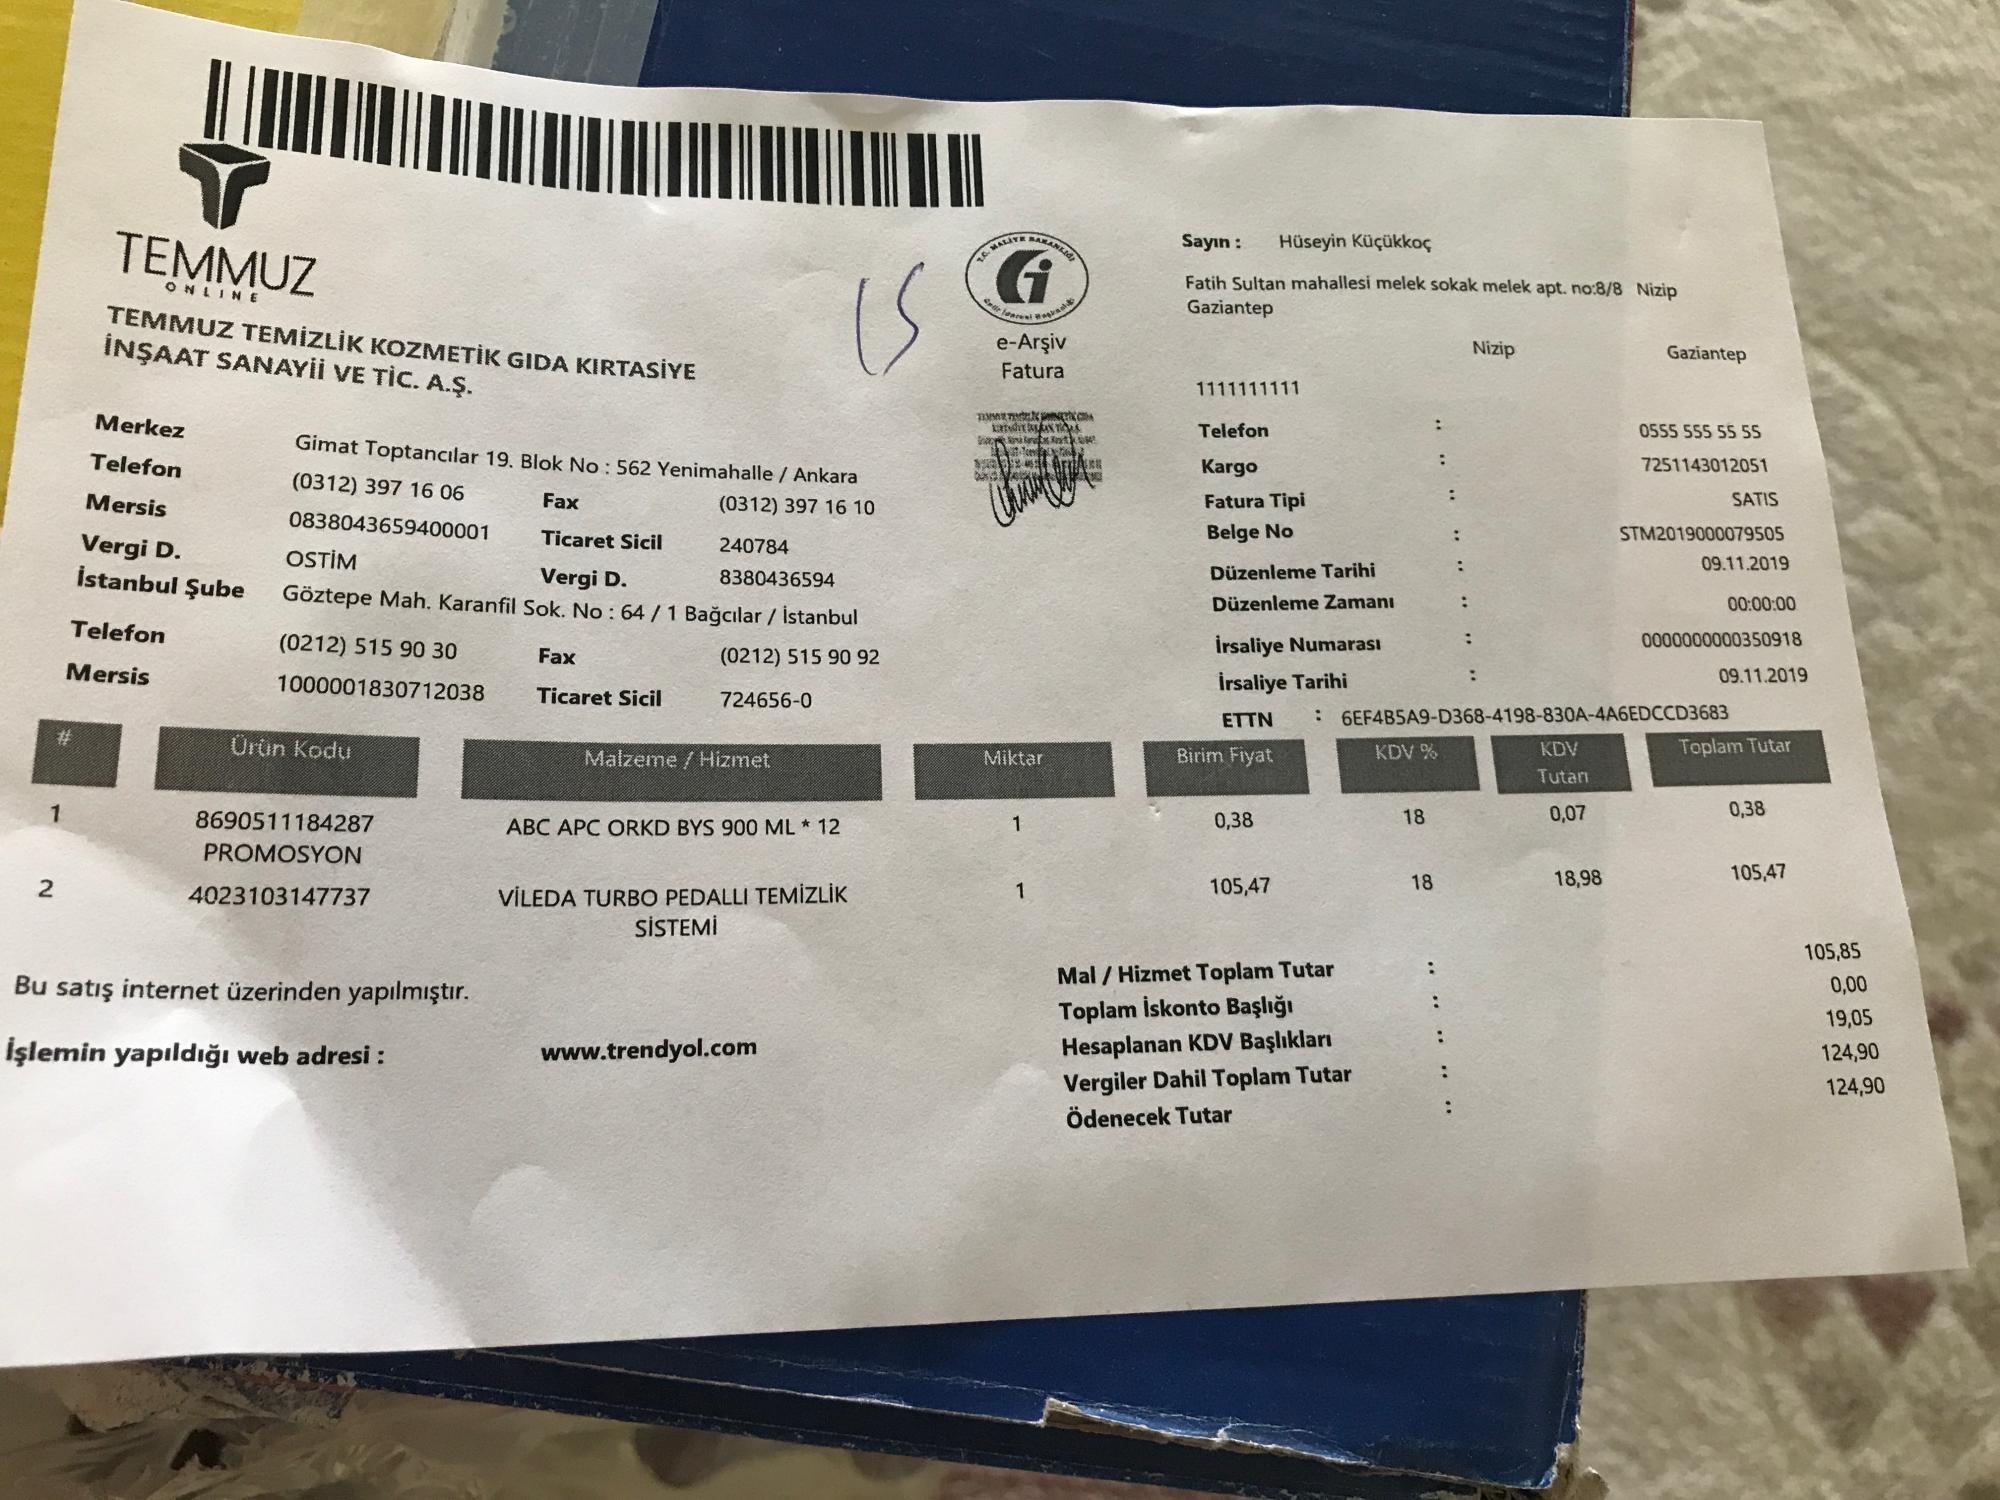 TEMMUZ
ONLINE
TEMMUZ TEMİZLİK KOZMETİK GIDA KIRTASİYE
İNŞAAT SANAYİİ VE TİC. A.Ş.
Merkez Gimat Toptancılar 19. Blok No : 562 Yenimahalle / Ankara
Telefon (0312) 397 16 06 Fax (0312) 397 16 10
Mersis 0838043659400001 Ticaret Sicil 240784
Vergi D. OSTİM Vergi D. 8380436594
İstanbul Şube Göztepe Mah. Karanfil Sok. No : 64 / 1 Bağcılar / İstanbul
Telefon (0212) 515 90 30 Fax (0212) 515 90 92
Mersis 1000001830712038 Ticaret Sicil 724656-0
15
T.C. MALİYE BAKANLIĞI
Gelir İdaresi Başkanlığı
e-Arşiv
Fatura
Sayın : Hüseyin Küçükkoç
Fatih Sultan mahallesi melek sokak melek apt. no:8/8 Nizip
Gaziantep
Nizip Gaziantep
1111111111
Telefon : 0555 555 55 55
Kargo : 7251143012051
Fatura Tipi : SATIS
Belge No : STM2019000079505
Düzenleme Tarihi : 09.11.2019
Düzenleme Zamanı : 00:00:00
İrsaliye Numarası : 0000000000350918
İrsaliye Tarihi : 09.11.2019
ETTN : 6EF4B5A9-D368-4198-830A-4A6EDCCD3683
# Ürün Kodu Malzeme / Hizmet Miktar Birim Fiyat KDV % KDV Tutarı Toplam Tutar
1 8690511184287 ABC APC ORKD BYS 900 ML * 12 1 0,38 18 0,07 0,38
PROMOSYON
2 4023103147737 VİLEDA TURBO PEDALLI TEMİZLİK 1 105,47 18 18,98 105,47
SİSTEMİ
Bu satış internet üzerinden yapılmıştır.
İşlemin yapıldığı web adresi : www.trendyol.com
Mal / Hizmet Toplam Tutar : 105,85
Toplam İskonto Başlığı : 0,00
Hesaplanan KDV Başlıkları : 19,05
Vergiler Dahil Toplam Tutar : 124,90
Ödenecek Tutar : 124,90